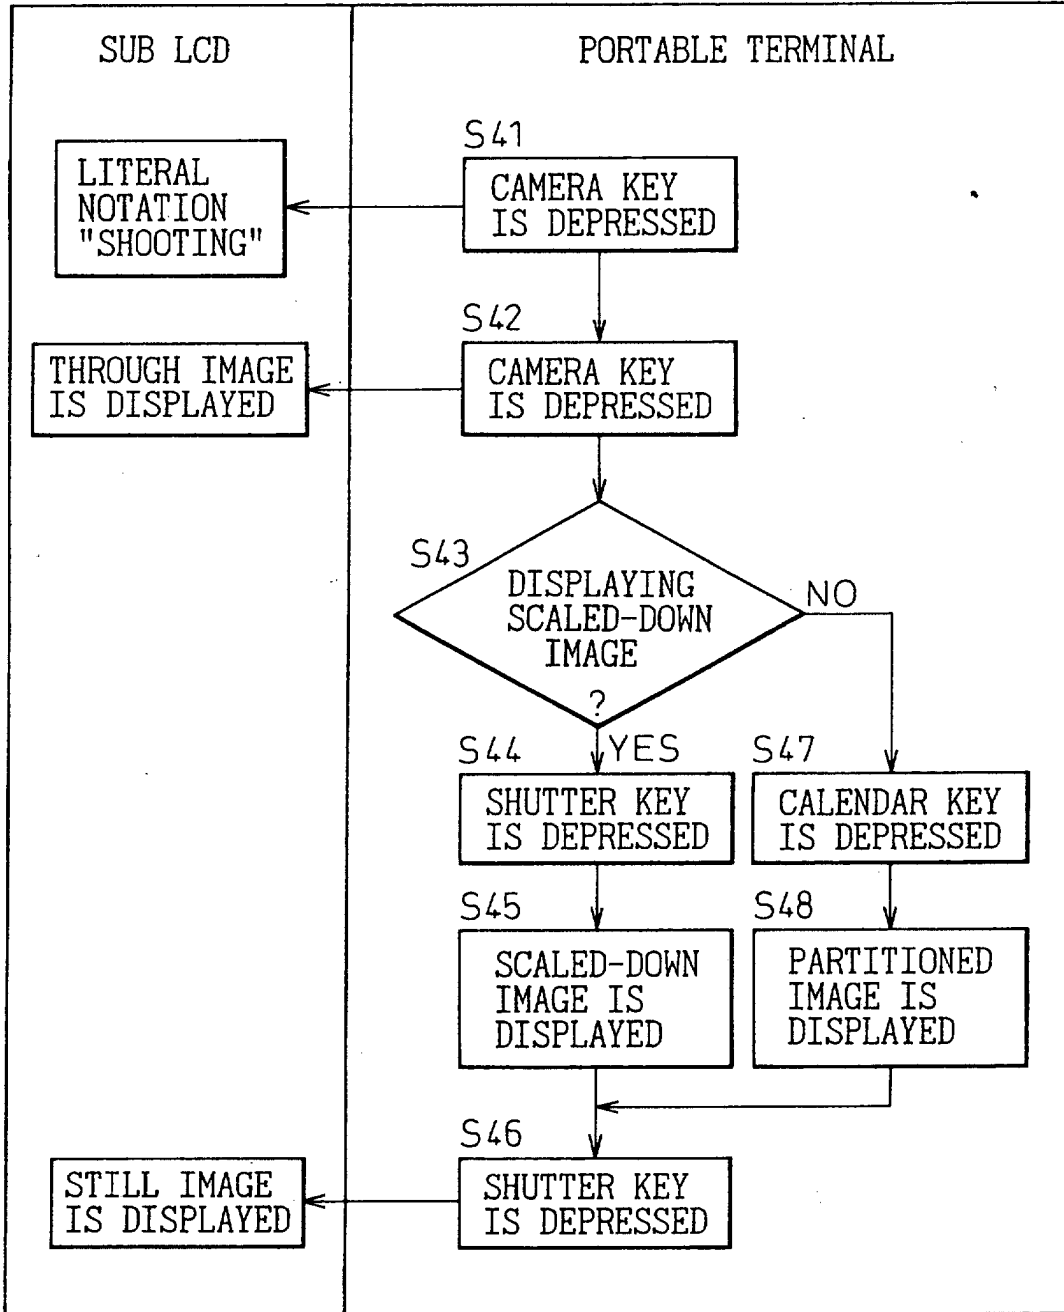 SUB LCD
PORTABLE TERMINAL
S41
LITERAL
NOTATION
"SHOOTING"
CAMERA KEY
IS DEPRESSED
S42
THROUGH IMAGE
IS DISPLAYED
CAMERA KEY
IS DEPRESSED
S43
DISPLAYING
SCALED-DOWN
IMAGE
?
NO
YES
S44
SHUTTER KEY
IS DEPRESSED
S47
CALENDAR KEY
IS DEPRESSED
S45
SCALED-DOWN
IMAGE IS
DISPLAYED
S48
PARTITIONED
IMAGE IS
DISPLAYED
S46
STILL IMAGE
IS DISPLAYED
SHUTTER KEY
IS DEPRESSED